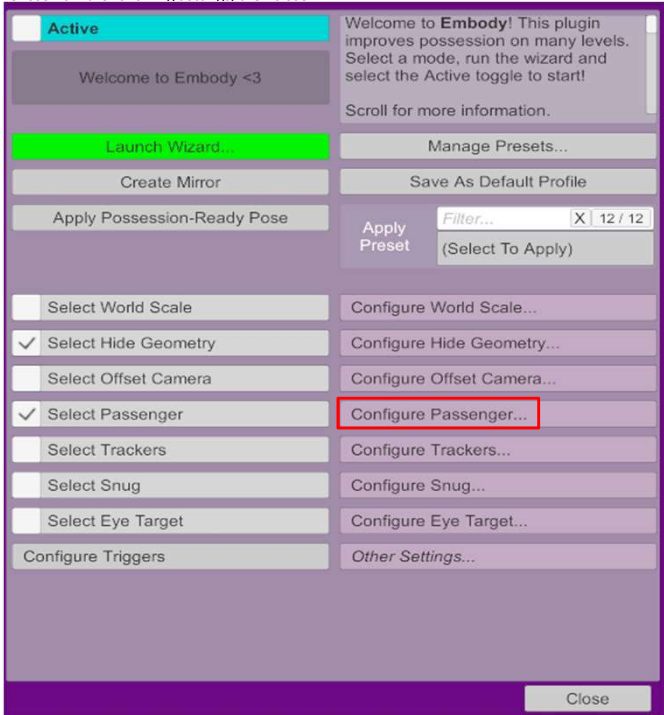 Active
Welcome to Embody <3
Welcome to Embody! This plugin
improves possession on many levels.
Select a mode, run the wizard and
select the Active toggle to start!
Scroll for more information.
Launch Wizard...
Manage Presets...
Create Mirror
Save As Default Profile
Apply Possession-Ready Pose
Apply
Preset
Filter...
X
12 / 12
(Select To Apply)
Select World Scale
Configure World Scale...
Select Hide Geometry
Configure Hide Geometry...
Select Offset Camera
Configure Offset Camera...
Select Passenger
Configure Passenger...
Select Trackers
Configure Trackers...
Select Snug
Configure Snug...
Select Eye Target
Configure Eye Target...
Configure Triggers
Other Settings...
Close